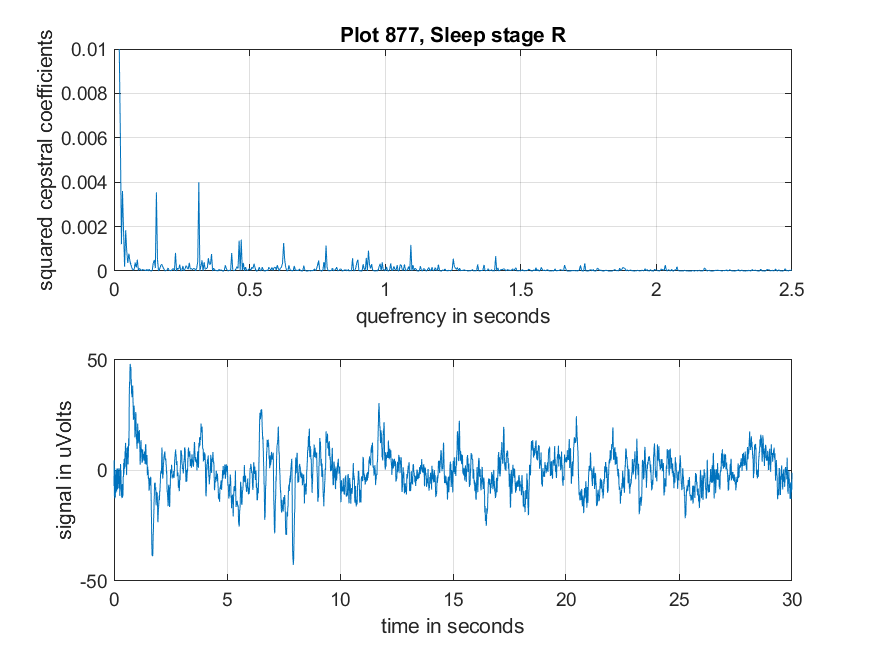 Plot 877, Sleep stage R
squared cepstral coefficients
0.01
0.008
0.006
0.004
0.002
0
0 0.5 1 1.5 2 2.5
quefrency in seconds
signal in uVolts
50
0
-50
0 5 10 15 20 25 30
time in seconds